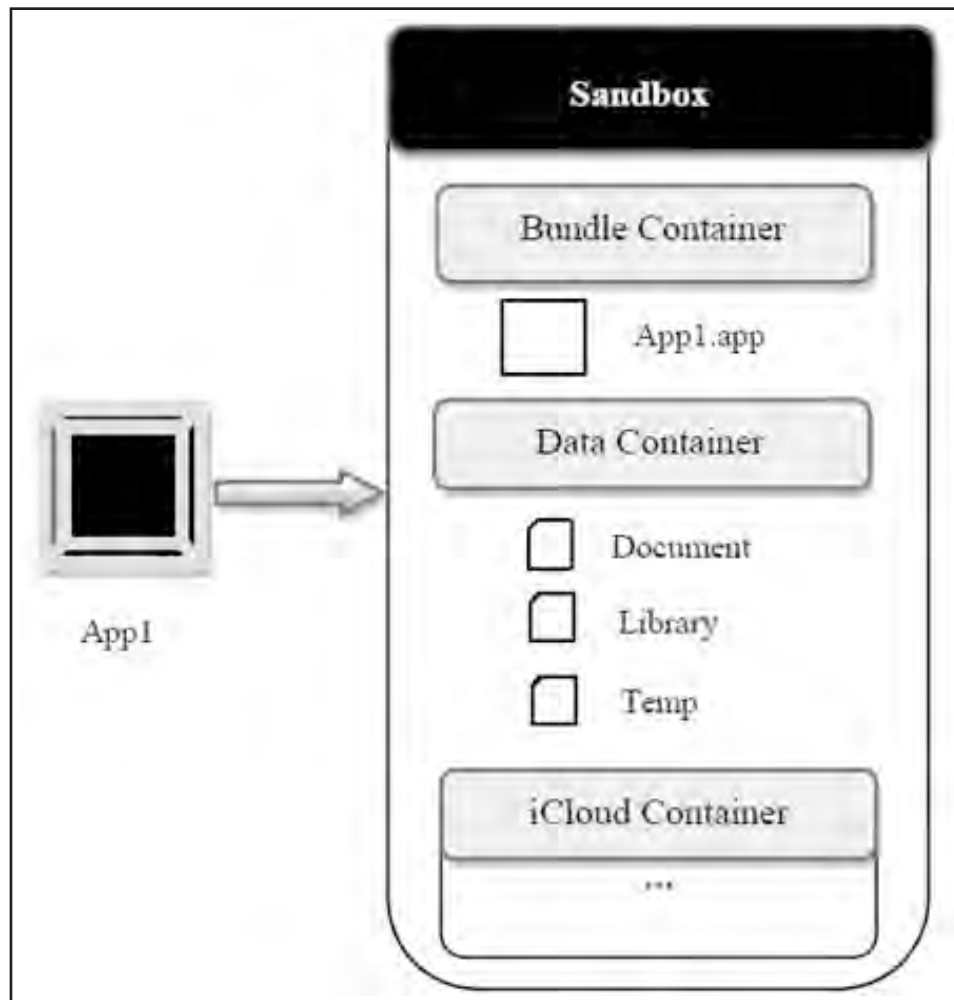 Sandbox
Bundle Container
App1.app
Data Container
Document
Library
Temp
App1
iCloud Container
...